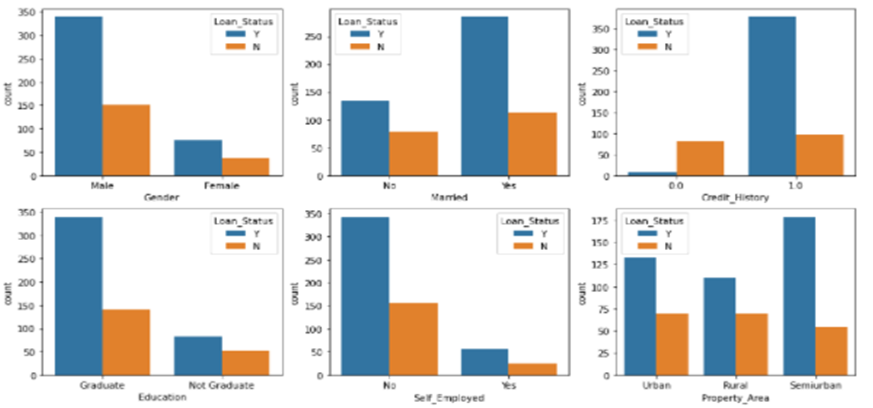 350
300
250
200
150
100
50
0
count
Loan_Status
Y
N
Male Female
Gender
250
200
150
100
50
0
count
Loan_Status
Y
N
No Yes
Married
350
300
250
200
150
100
50
0
count
Loan_Status
Y
N
0.0 1.0
Credit_History
350
300
250
200
150
100
50
0
count
Loan_Status
Y
N
Graduate Not Graduate
Education
350
300
250
200
150
100
50
0
count
Loan_Status
Y
N
No Yes
Self_Employed
175
150
125
100
75
50
25
0
count
Loan_Status
Y
N
Urban Rural Semiurban
Property_Area